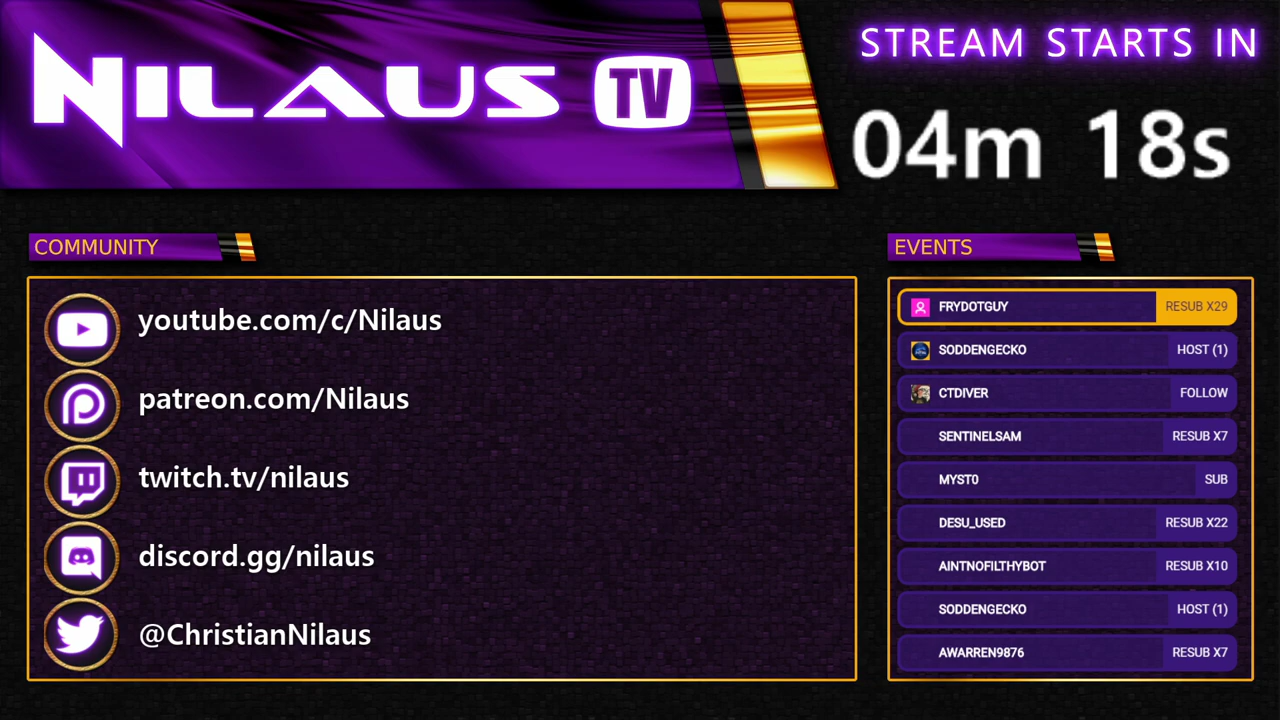 NILAUS TV
STREAM STARTS IN
04m 18s
COMMUNITY
youtube.com/c/Nilaus
patreon.com/Nilaus
twitch.tv/nilaus
discord.gg/nilaus
@ChristianNilaus
EVENTS
FRYDOTGUY RESUB X29
SODDENGECKO HOST (1)
CTDIVER FOLLOW
SENTINELSAM RESUB X7
MYST0 SUB
DESU_USED RESUB X22
AINTNOFILTHYBOT RESUB X10
SODDENGECKO HOST (1)
AWARREN9876 RESUB X7